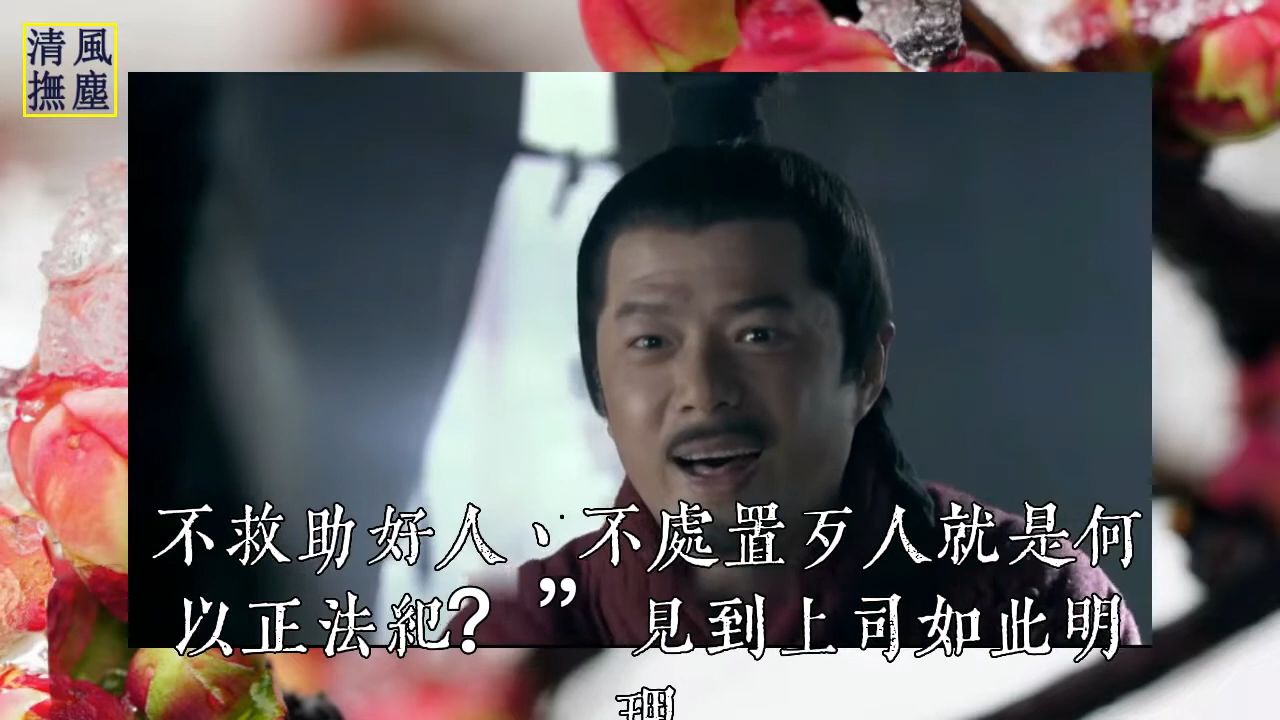 清風
撫塵
不救助好人、不處置歹人就是何
以正法紀？” 見到上司如此明
理